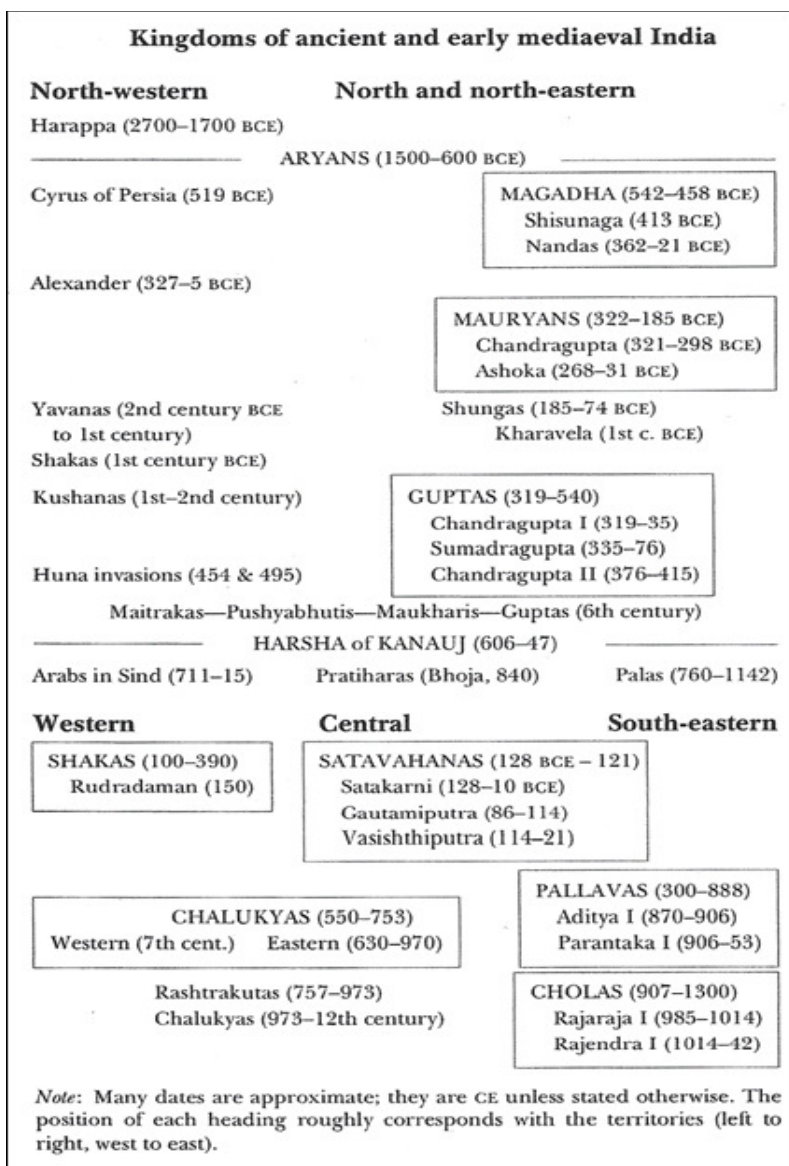 Kingdoms of ancient and early mediaeval India
North-western North and north-eastern
Harappa (2700–1700 BCE)
ARYANS (1500–600 BCE)
Cyrus of Persia (519 BCE) MAGADHA (542–458 BCE)
Shisunaga (413 BCE)
Nandas (362–21 BCE)
Alexander (327–5 BCE)
MAURYANS (322–185 BCE)
Chandragupta (321–298 BCE)
Ashoka (268–31 BCE)
Yavanas (2nd century BCE Shungas (185–74 BCE)
to 1st century) Kharavela (1st c. BCE)
Shakas (1st century BCE)
Kushanas (1st–2nd century) GUPTAS (319–540)
Chandragupta I (319–35)
Sumadragupta (335–76)
Huna invasions (454 & 495) Chandragupta II (376–415)
Maitrakas—Pushyabhutis—Maukharis—Guptas (6th century)
HARSHA of KANAUJ (606–47)
Arabs in Sind (711–15) Pratiharas (Bhoja, 840) Palas (760–1142)
Western Central South-eastern
SHAKAS (100–390) SATAVAHANAS (128 BCE – 121)
Rudradaman (150) Satakarni (128–10 BCE)
Gautamiputra (86–114)
Vasishthiputra (114–21)
PALLAVAS (300–888)
CHALUKYAS (550–753) Aditya I (870–906)
Western (7th cent.) Eastern (630–970) Parantaka I (906–53)
Rashtrakutas (757–973) CHOLAS (907–1300)
Chalukyas (973–12th century) Rajaraja I (985–1014)
Rajendra I (1014–42)
Note: Many dates are approximate; they are CE unless stated otherwise. The
position of each heading roughly corresponds with the territories (left to
right, west to east).